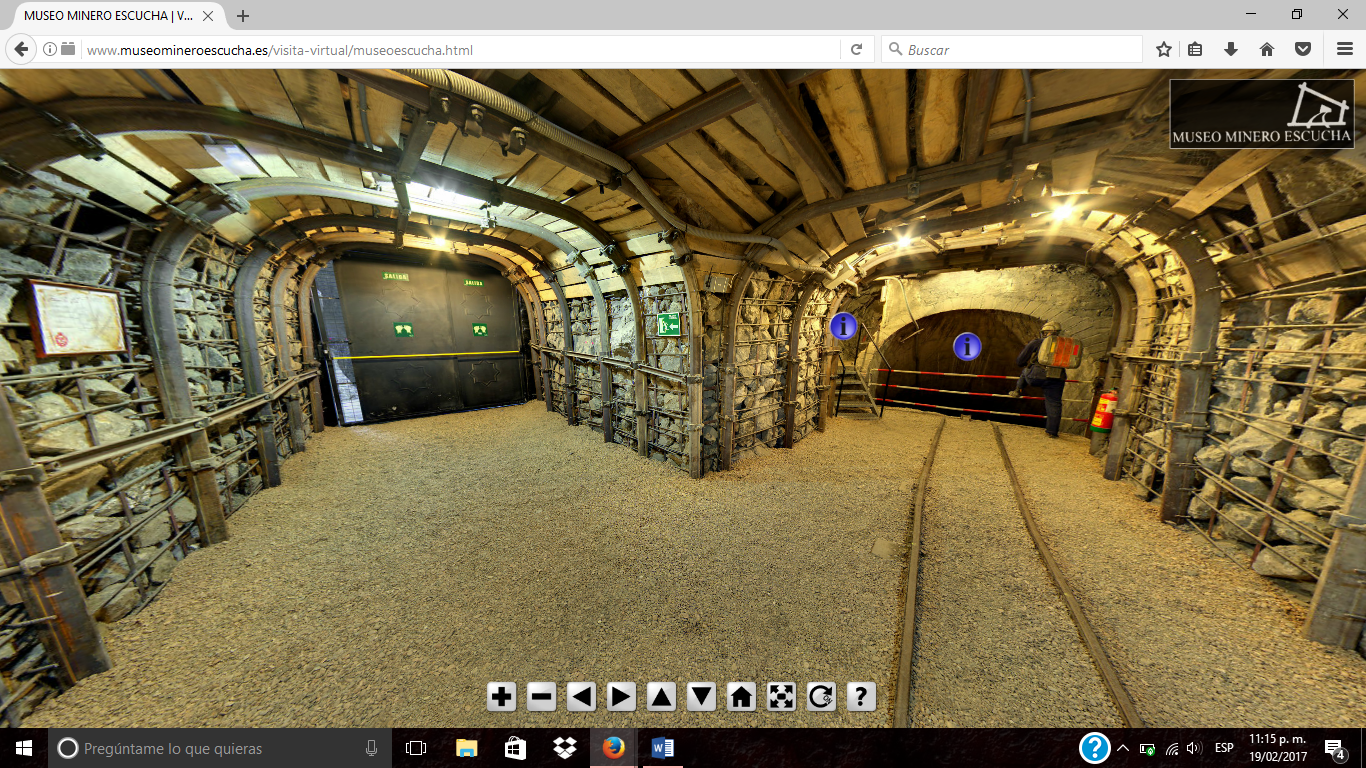 MUSEO MINERO ESCUCHA | V...
www.museomineroescucha.es/visita-virtual/museoescucha.html
Buscar
MUSEO MINERO ESCUCHA
SALIDA
SALIDA
i
i
?
Pregúntame lo que quieras
?
ESP
11:15 p. m.
19/02/2017
4